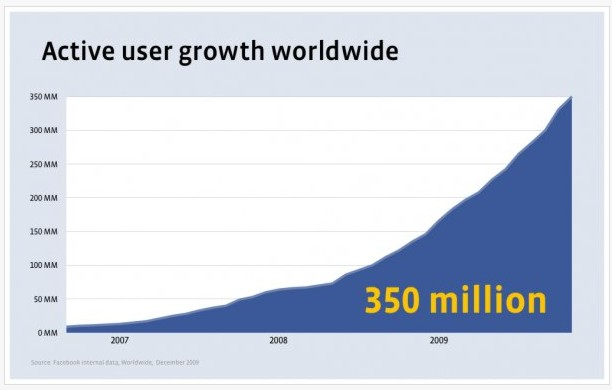 Active user growth worldwide
350 MM
300 MM
250 MM
200 MM
150 MM
100 MM
50 MM
0 MM
350 million
2007
2008
2009
Source: Facebook internal data, Worldwide, December 2009